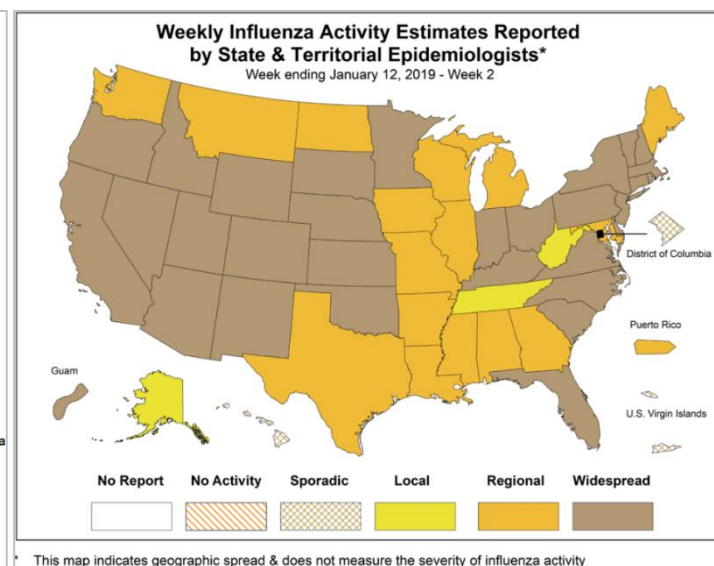 Weekly Influenza Activity Estimates Reported
by State & Territorial Epidemiologists*
Week ending January 12, 2019 - Week 2
District of Columbia
Puerto Rico
Guam
U.S. Virgin Islands
a
No Report No Activity Sporadic Local Regional Widespread
* This map indicates geographic spread & does not measure the severity of influenza activity